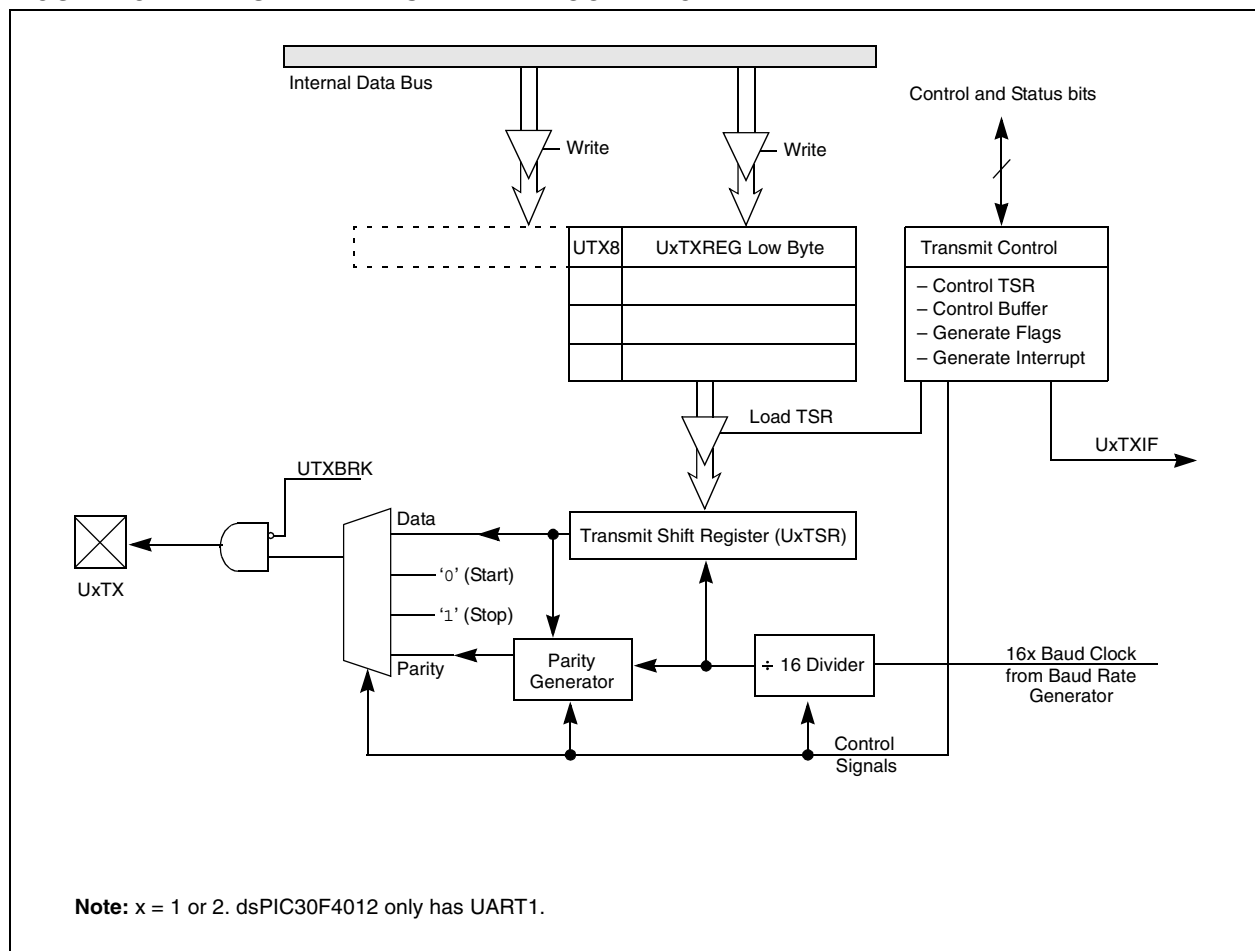 Internal Data Bus
Control and Status bits
Write
Write
UTX8
UxTXREG Low Byte
Transmit Control
– Control TSR
– Control Buffer
– Generate Flags
– Generate Interrupt
Load TSR
UxTXIF
UTXBRK
Data
Transmit Shift Register (UxTSR)
UxTX
‘0’ (Start)
‘1’ (Stop)
Parity
Parity
Generator
÷ 16 Divider
16x Baud Clock
from Baud Rate
Generator
Control
Signals
Note: x = 1 or 2. dsPIC30F4012 only has UART1.